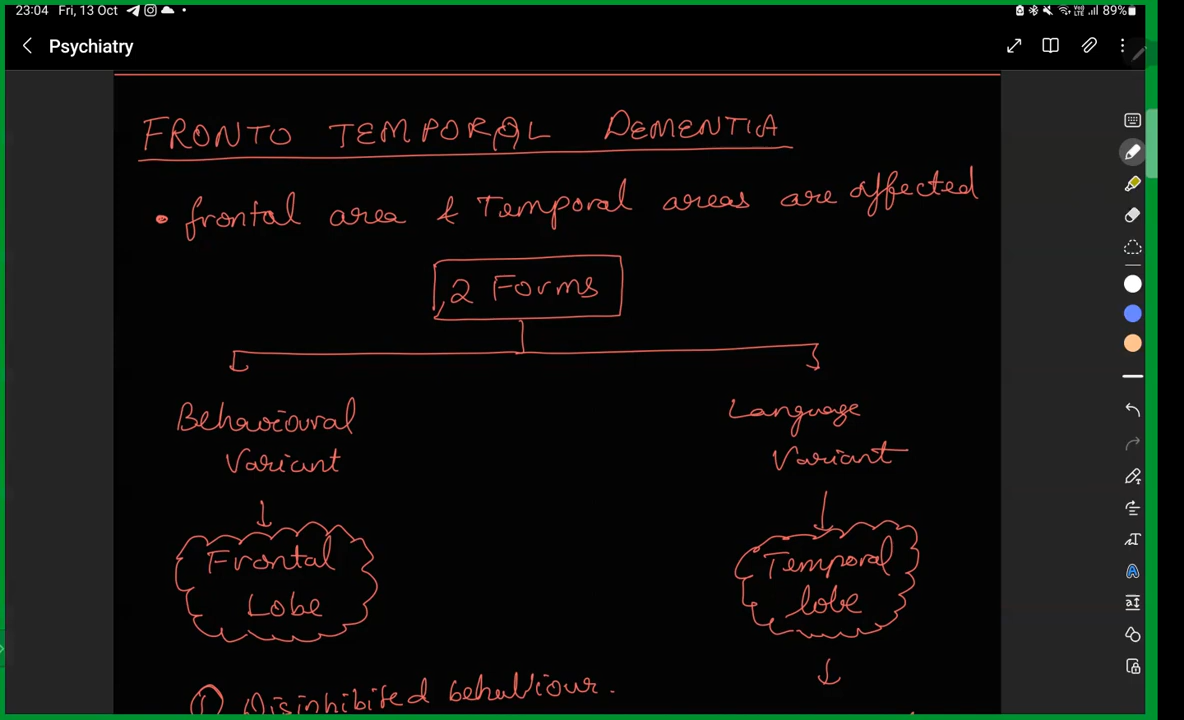 23:04 Fri, 13 Oct
89%
Psychiatry
FRONTO TEMPORAL DEMENTIA
• frontal area & Temporal areas are affected
2 Forms
Behavioural
Variant
Language
Variant
Frontal
Lobe
Temporal
lobe
① Disinhibited behaviour.